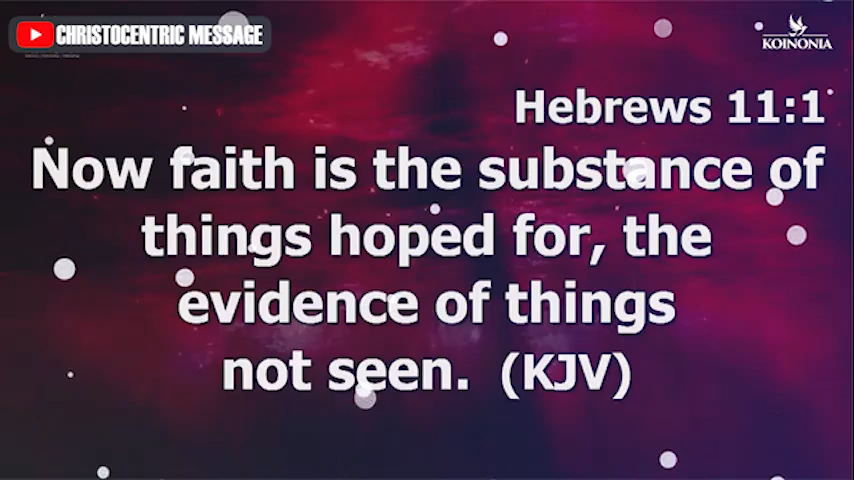 CHRISTOCENTRIC MESSAGE
KOINONIA
Hebrews 11:1
Now faith is the substance of
things hoped for, the
evidence of things
not seen. (KJV)